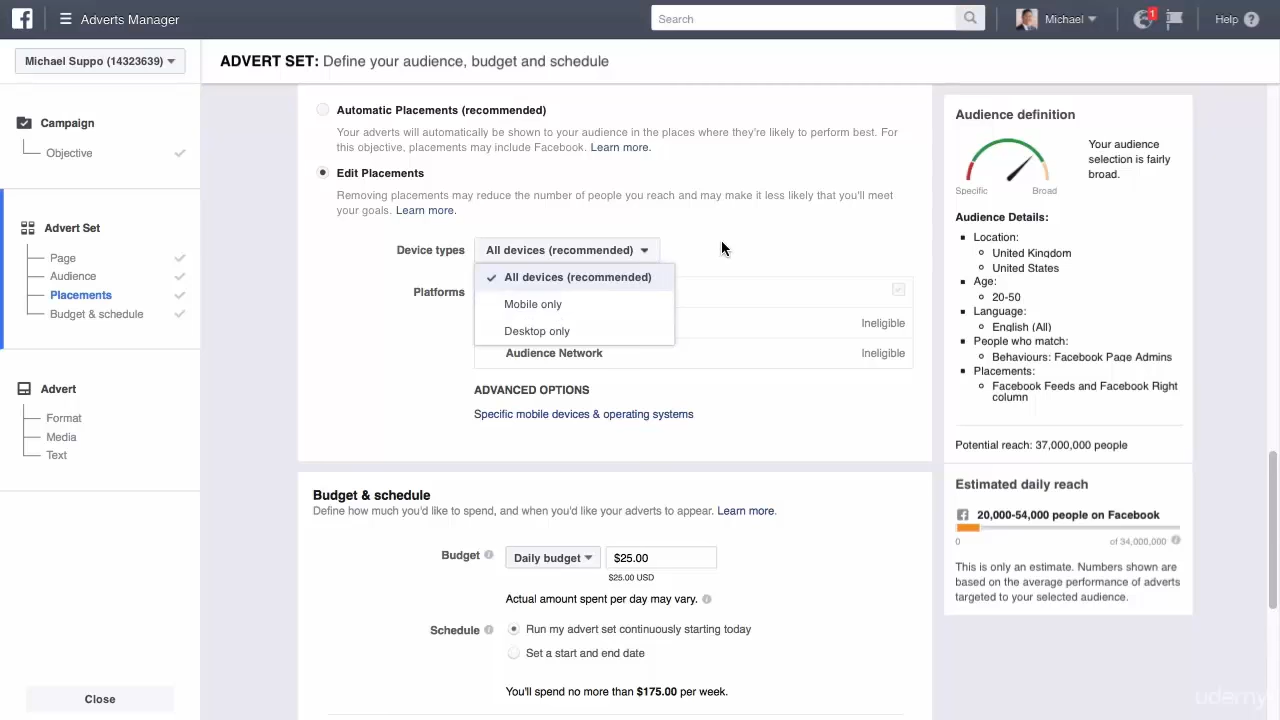 Adverts Manager
Search
Michael
1
Help
Michael Suppo (14323639)
ADVERT SET: Define your audience, budget and schedule
Campaign
Objective
Advert Set
Page
Audience
Placements
Budget & schedule
Advert
Format
Media
Text
Close
Automatic Placements (recommended)
Your adverts will automatically be shown to your audience in the places where they're likely to perform best. For
this objective, placements may include Facebook. Learn more.
Edit Placements
Removing placements may reduce the number of people you reach and may make it less likely that you'll meet
your goals. Learn more.
Device types
All devices (recommended)
All devices (recommended)
Mobile only
Desktop only
Platforms
Ineligible
Audience Network
Ineligible
ADVANCED OPTIONS
Specific mobile devices & operating systems
Budget & schedule
Define how much you'd like to spend, and when you'd like your adverts to appear. Learn more.
Budget
Daily budget
$25.00
$25.00 USD
Actual amount spent per day may vary.
Schedule
Run my advert set continuously starting today
Set a start and end date
You'll spend no more than $175.00 per week.
Audience definition
Specific
Broad
Your audience
selection is fairly
broad.
Audience Details:
Location:
United Kingdom
United States
Age:
20-50
Language:
English (All)
People who match:
Behaviours: Facebook Page Admins
Placements:
Facebook Feeds and Facebook Right
column
Potential reach: 37,000,000 people
Estimated daily reach
20,000-54,000 people on Facebook
0
of 34,000,000
This is only an estimate. Numbers shown are
based on the average performance of adverts
targeted to your selected audience.
udemy